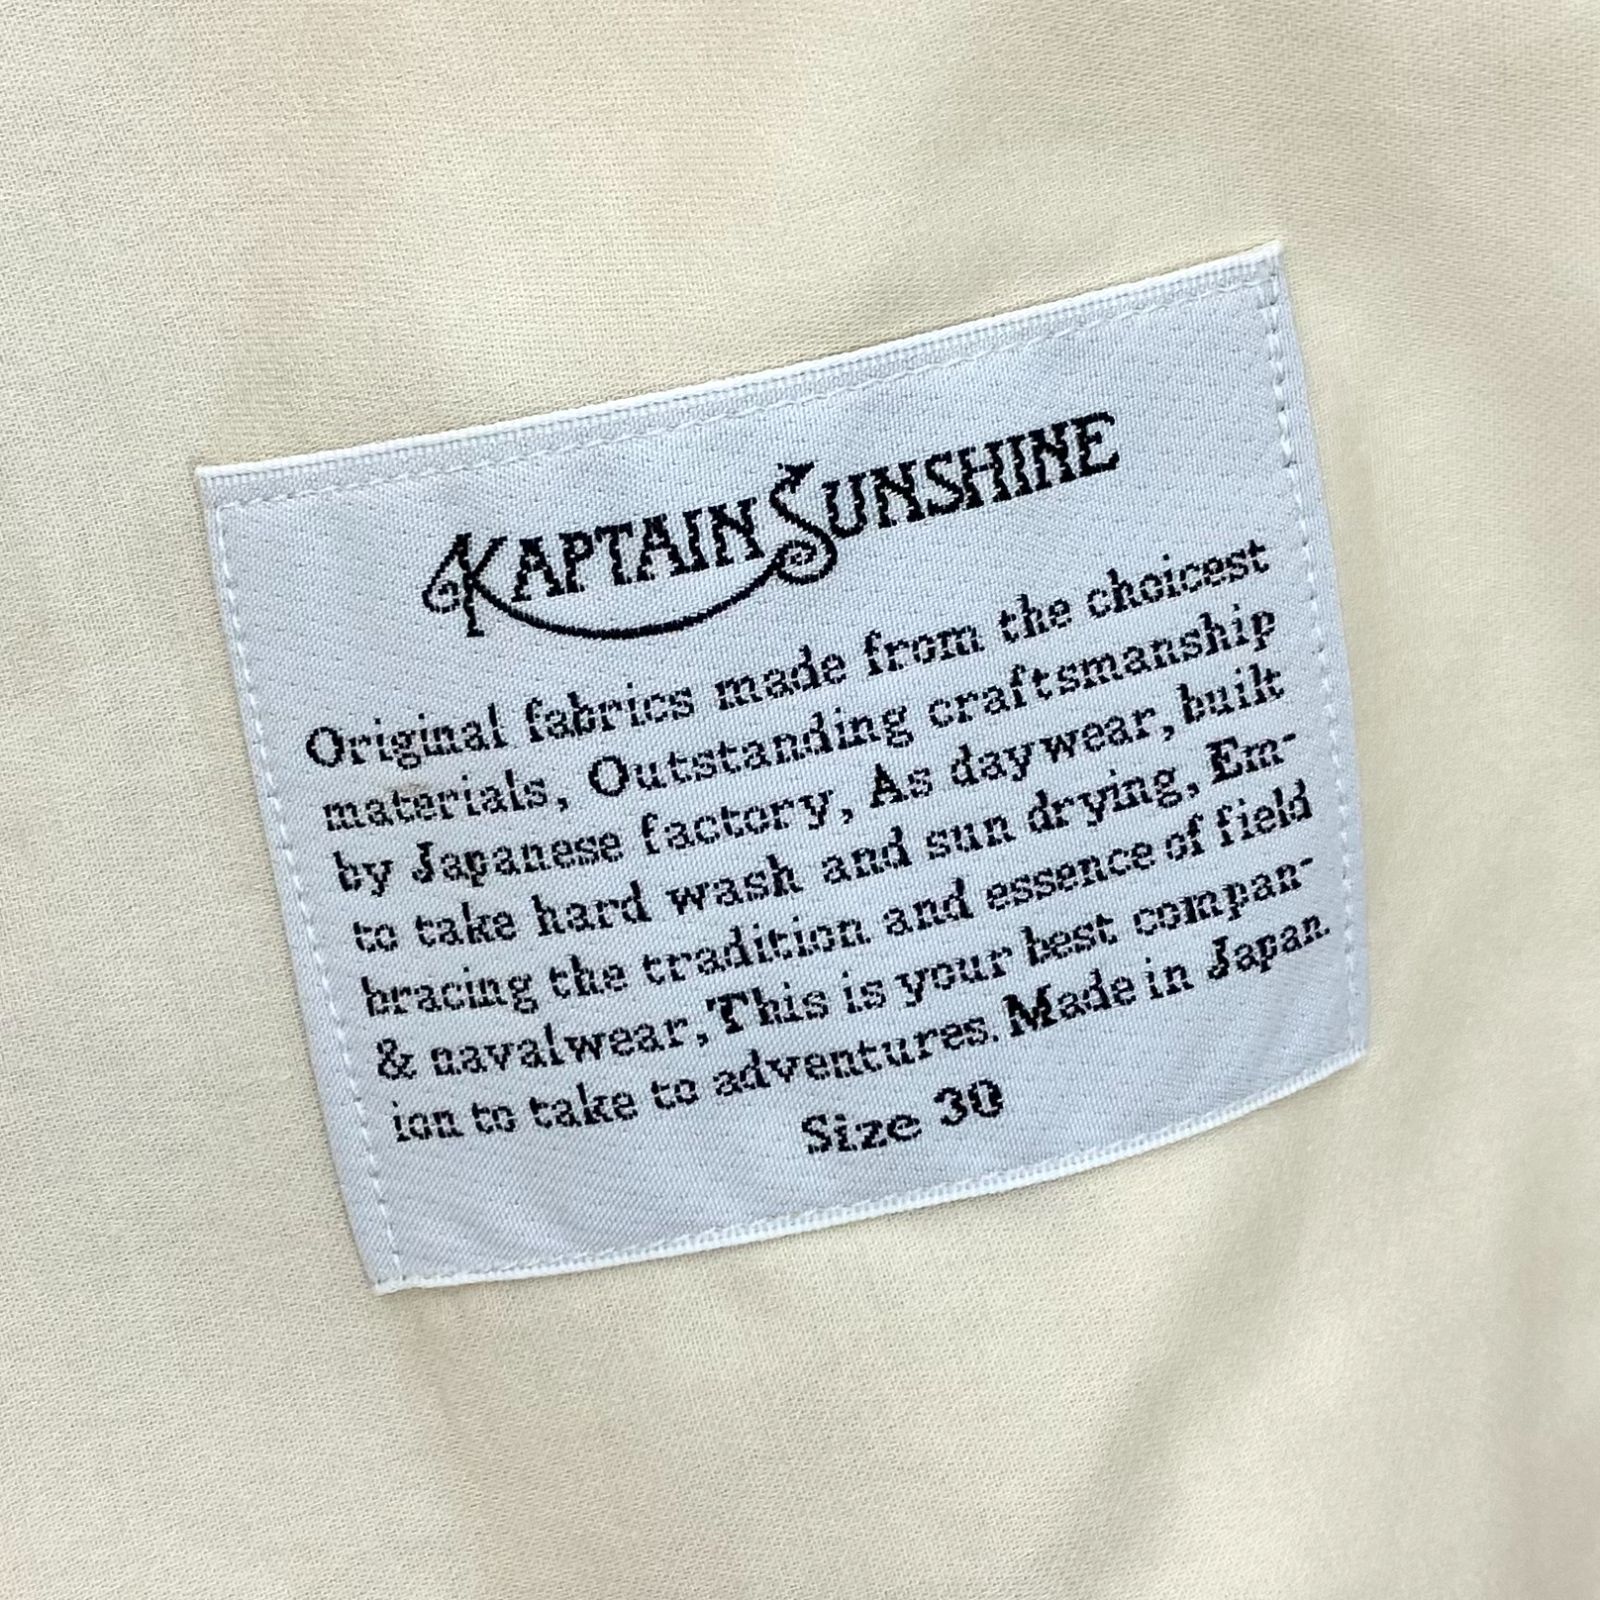 KAPTAIN SUNSHINE
Original fabrics made from the choicest
materials, Outstanding craftsmanship
by Japanese factory, As daywear, built
to take hard wash and sun drying, Em-
bracing the tradition and essence of field
& navalwear, This is your best compan-
ion to take to adventures. Made in Japan.
Size 30